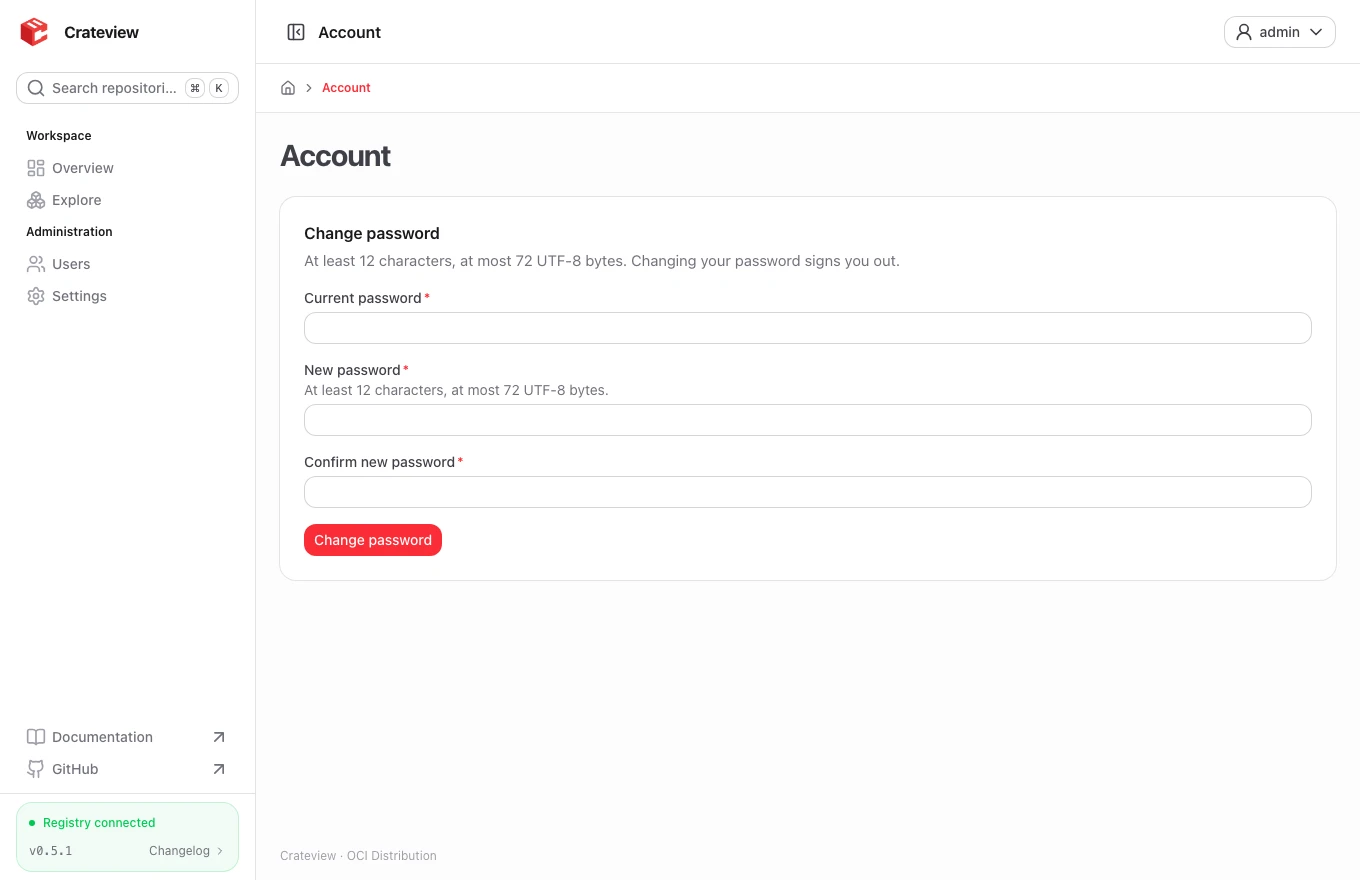 Crateview
Search repositori...
⌘ K
Workspace
Overview
Explore
Administration
Users
Settings
Documentation
GitHub
Registry connected
v0.5.1
Changelog
Account
admin
Account
Account
Change password
At least 12 characters, at most 72 UTF-8 bytes. Changing your password signs you out.
Current password*
New password*
At least 12 characters, at most 72 UTF-8 bytes.
Confirm new password*
Change password
Crateview · OCI Distribution